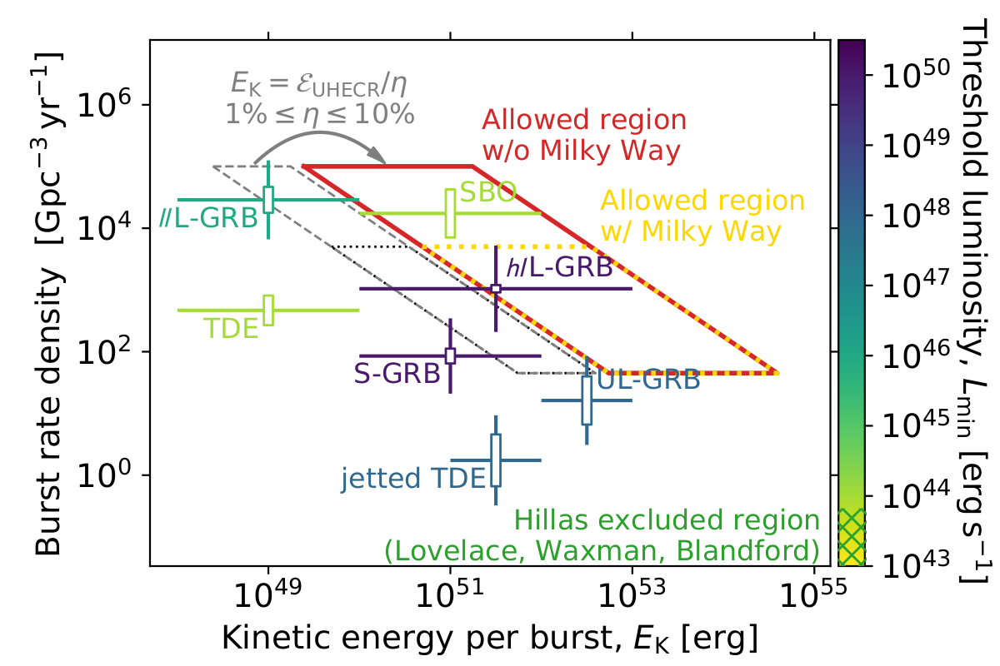 E_K = ℰ_UHECR/η
1% ≤ η ≤ 10%
Allowed region
w/o Milky Way
Allowed region
w/ Milky Way
SBO
llL-GRB
hlL-GRB
TDE
S-GRB
UL-GRB
jetted TDE
Hillas excluded region
(Lovelace, Waxman, Blandford)
Burst rate density [Gpc⁻³ yr⁻¹]
10⁶
10⁴
10²
10⁰
10⁴⁹ 10⁵¹ 10⁵³ 10⁵⁵
Kinetic energy per burst, E_K [erg]
10⁵⁰
10⁴⁹
10⁴⁸
10⁴⁷
10⁴⁶
10⁴⁵
10⁴⁴
10⁴³
Threshold luminosity, L_min [erg s⁻¹]